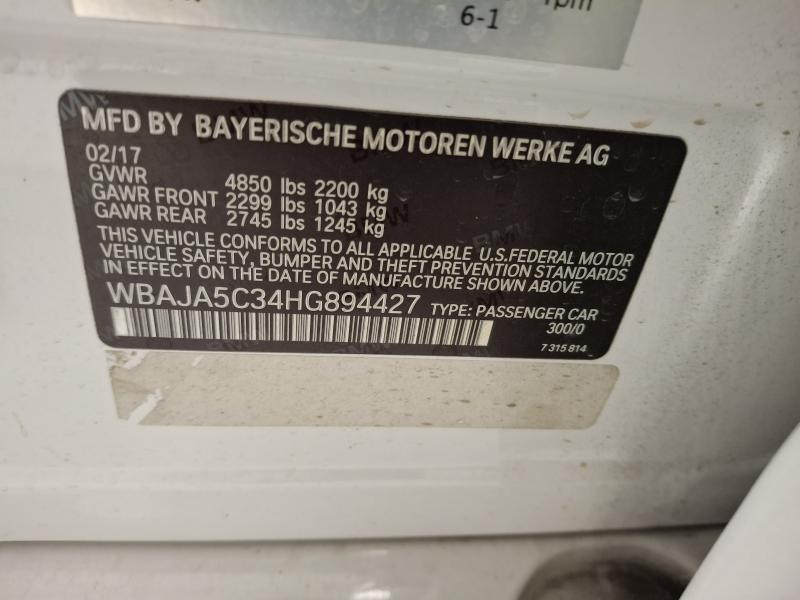 rpm
6-1
MFD BY BAYERISCHE MOTOREN WERKE AG
02/17
GVWR 4850 lbs 2200 kg
GAWR FRONT 2299 lbs 1043 kg
GAWR REAR 2745 lbs 1245 kg
THIS VEHICLE CONFORMS TO ALL APPLICABLE U.S.FEDERAL MOTOR
VEHICLE SAFETY, BUMPER AND THEFT PREVENTION STANDARDS
IN EFFECT ON THE DATE OF MANUFACTURE SHOWN ABOVE.
WBAJA5C34HG894427 TYPE: PASSENGER CAR
300/0
7 315 814